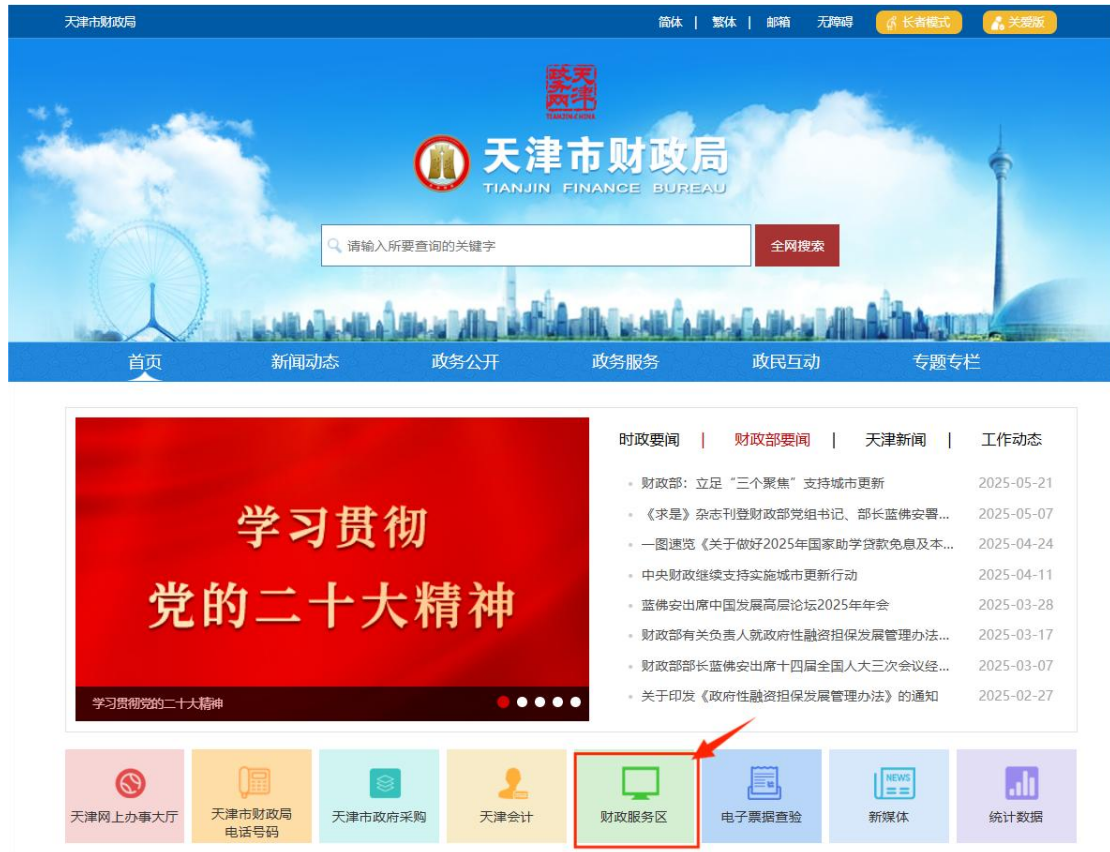 天津市财政局
简体 | 繁体 | 邮箱 无障碍 长者模式 关爱版
天津政务网
TIANJIN-CHINA
天津市财政局
TIANJIN FINANCE BUREAU
请输入所要查询的关键字 全网搜索
首页 新闻动态 政务公开 政务服务 政民互动 专题专栏
学习贯彻
党的二十大精神
学习贯彻党的二十大精神
时政要闻 | 财政部要闻 | 天津新闻 | 工作动态
财政部：立足“三个聚焦”支持城市更新 2025-05-21
《求是》杂志刊登财政部党组书记、部长蓝佛安署... 2025-05-07
一图速览《关于做好2025年国家助学贷款免息及本... 2025-04-24
中央财政继续支持实施城市更新行动 2025-04-11
蓝佛安出席中国发展高层论坛2025年年会 2025-03-28
财政部有关负责人就政府性融资担保发展管理办法... 2025-03-17
财政部部长蓝佛安出席十四届全国人大三次会议经... 2025-03-07
关于印发《政府性融资担保发展管理办法》的通知 2025-02-27
天津网上办事大厅
天津市财政局
电话号码
天津市政府采购
天津会计
财政服务区
电子票据查验
NEWS
新媒体
统计数据